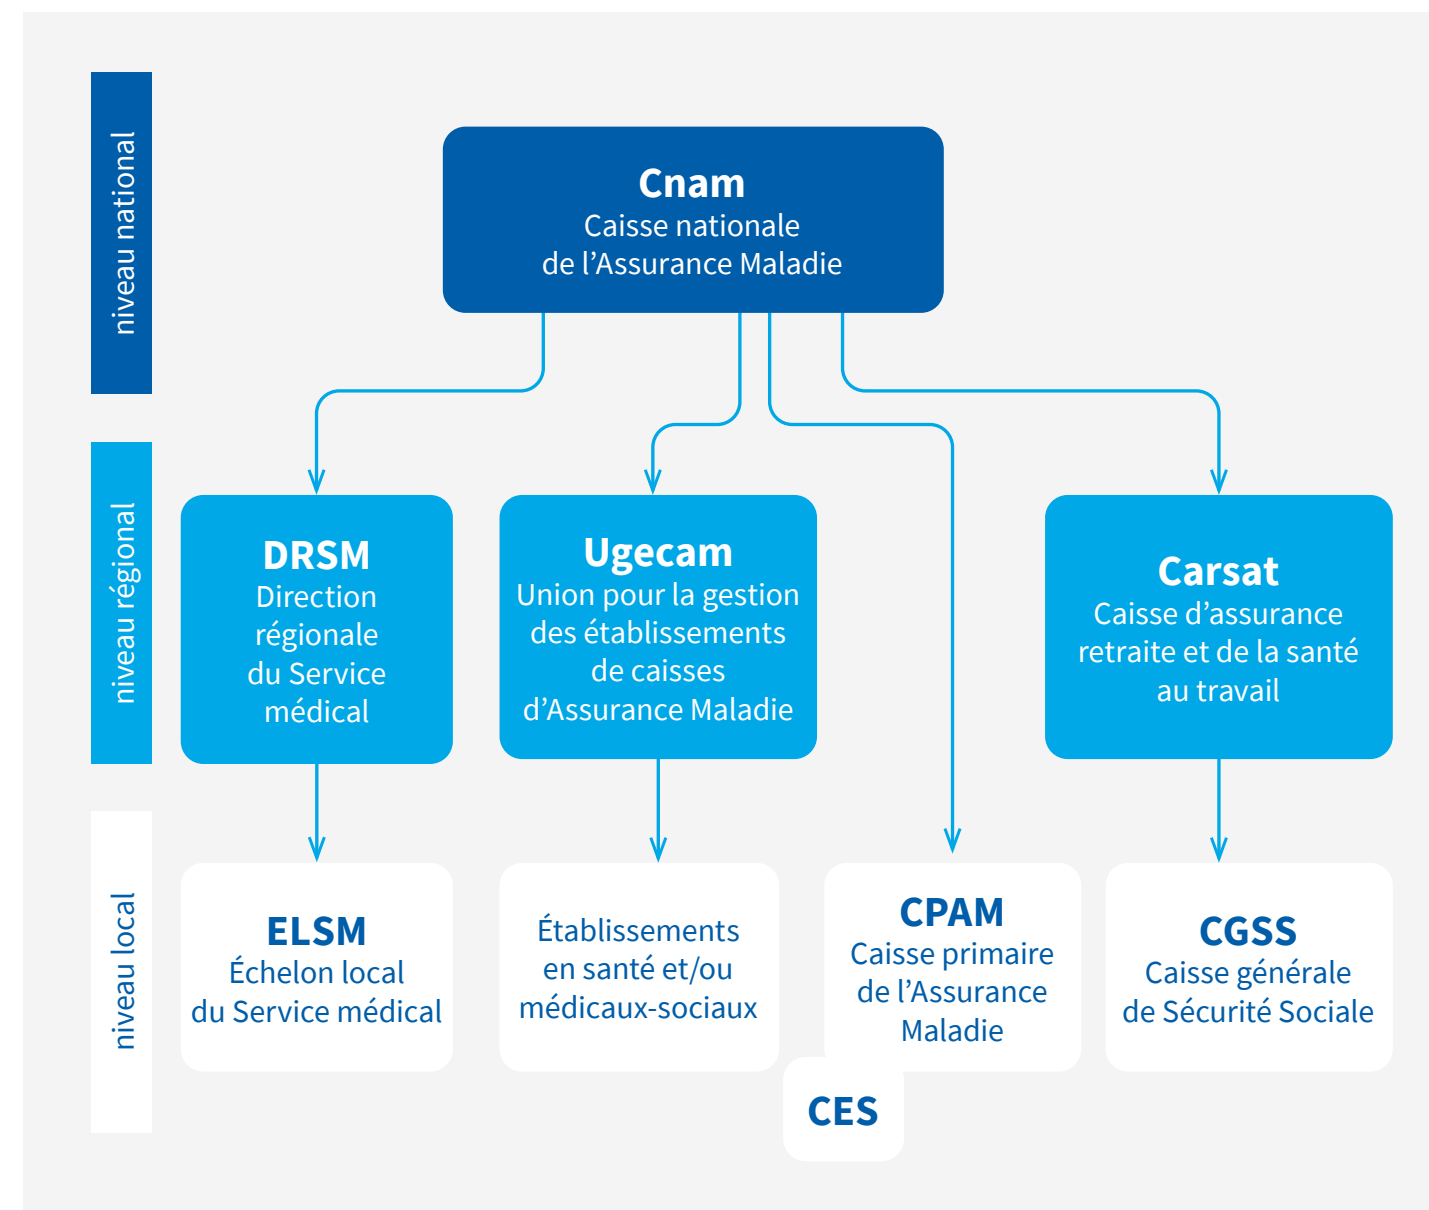 niveau national
Cnam
Caisse nationale
de l’Assurance Maladie
niveau régional
DRSM
Direction
régionale
du Service
médical
Ugecam
Union pour la gestion
des établissements
de caisses
d’Assurance Maladie
Carsat
Caisse d’assurance
retraite et de la santé
au travail
niveau local
ELSM
Échelon local
du Service médical
Établissements
en santé et/ou
médicaux-sociaux
CPAM
Caisse primaire
de l’Assurance
Maladie
CES
CGSS
Caisse générale
de Sécurité Sociale